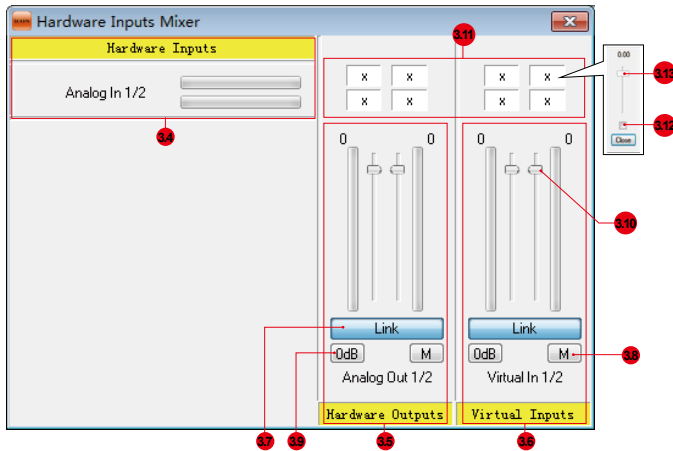 Hardware Inputs Mixer
3.11
Hardware Inputs
Analog In 1/2
3.4
x x x x
x x x x
0.00
3.13
3.12
Close
0 0 0 0
3.10
Link Link
3.7
0dB M 0dB M
3.8
Analog Out 1/2 Virtual In 1/2
Hardware Outputs Virtual Inputs
3.7 3.9 3.5 3.6